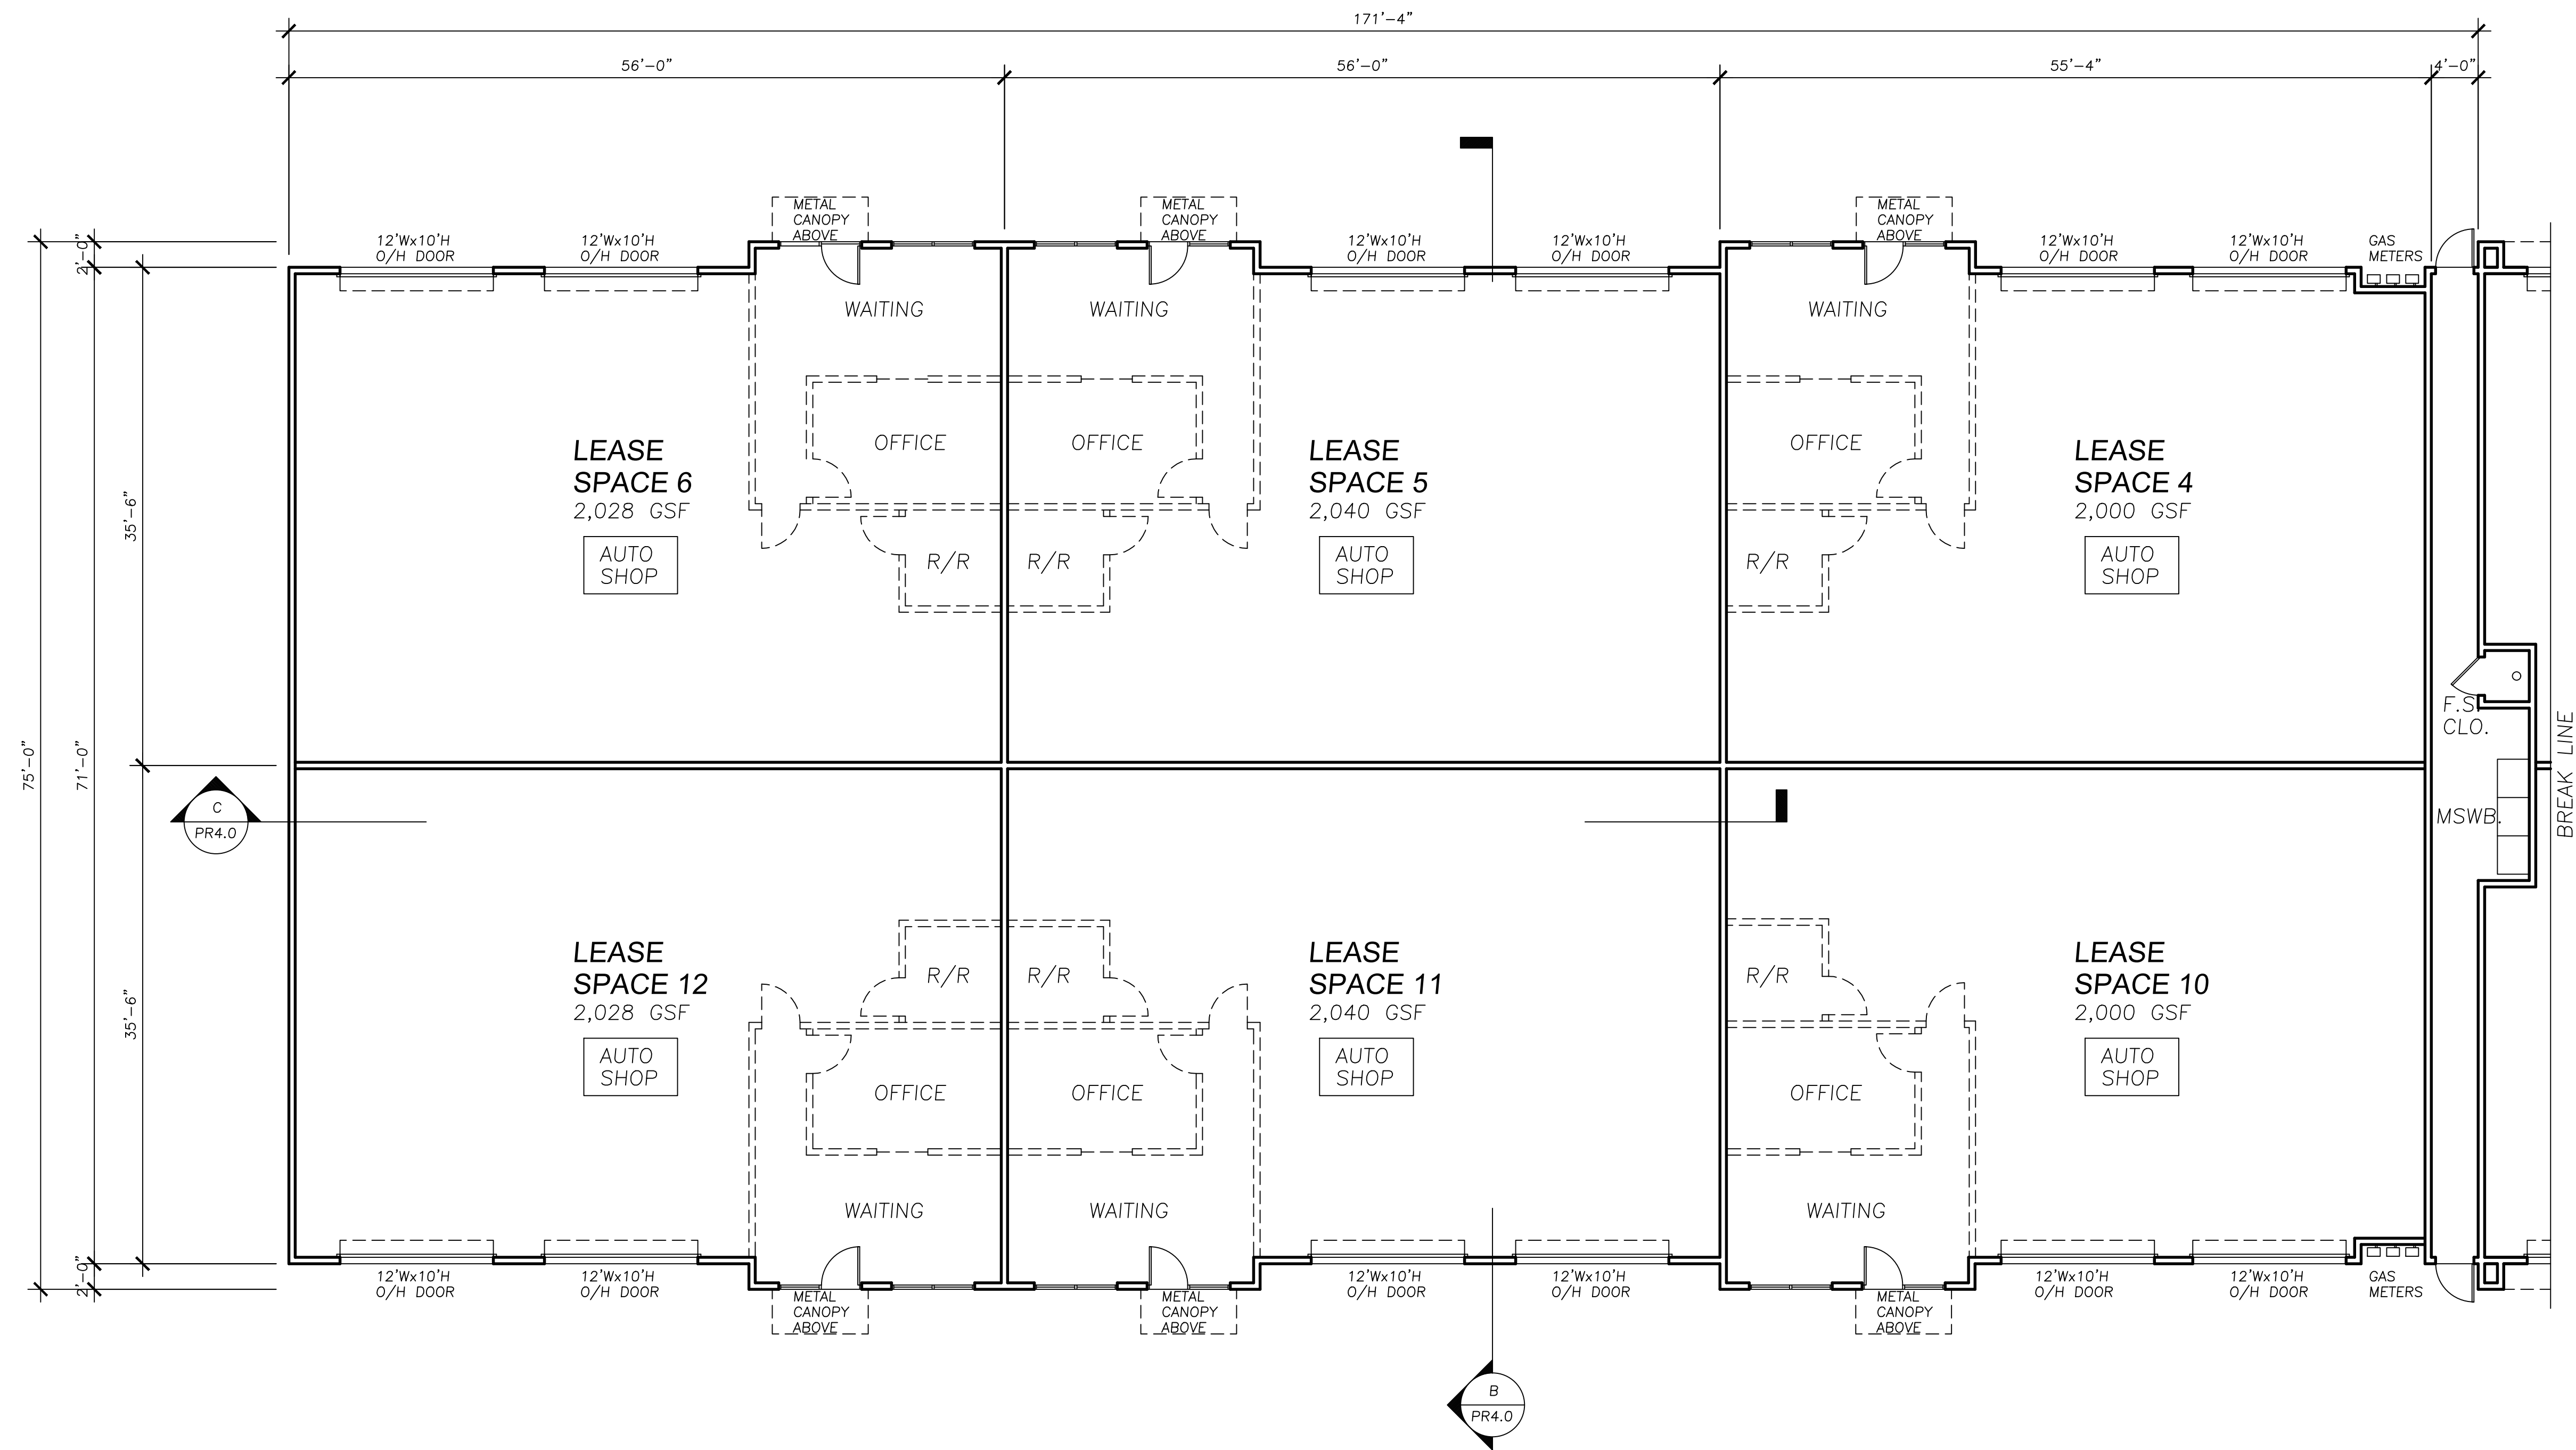 171'-4"
56'-0"
56'-0"
55'-4"
4'-0"
METAL
CANOPY
ABOVE
METAL
CANOPY
ABOVE
METAL
CANOPY
ABOVE
12'Wx10'H
O/H DOOR
12'Wx10'H
O/H DOOR
12'Wx10'H
O/H DOOR
12'Wx10'H
O/H DOOR
12'Wx10'H
O/H DOOR
12'Wx10'H
O/H DOOR
GAS
METERS
2'-0"
WAITING
WAITING
WAITING
OFFICE
OFFICE
OFFICE
LEASE
SPACE 6
2,028 GSF
AUTO
SHOP
LEASE
SPACE 5
2,040 GSF
AUTO
SHOP
LEASE
SPACE 4
2,000 GSF
AUTO
SHOP
R/R
R/R
R/R
35'-6"
75'-0"
71'-0"
F.S.
CLO.
BREAK LINE
MSWB.
C
PR4.0
LEASE
SPACE 12
2,028 GSF
AUTO
SHOP
LEASE
SPACE 11
2,040 GSF
AUTO
SHOP
LEASE
SPACE 10
2,000 GSF
AUTO
SHOP
R/R
R/R
R/R
35'-6"
OFFICE
OFFICE
OFFICE
WAITING
WAITING
WAITING
2'-0"
12'Wx10'H
O/H DOOR
12'Wx10'H
O/H DOOR
12'Wx10'H
O/H DOOR
12'Wx10'H
O/H DOOR
12'Wx10'H
O/H DOOR
12'Wx10'H
O/H DOOR
GAS
METERS
METAL
CANOPY
ABOVE
METAL
CANOPY
ABOVE
METAL
CANOPY
ABOVE
B
PR4.0